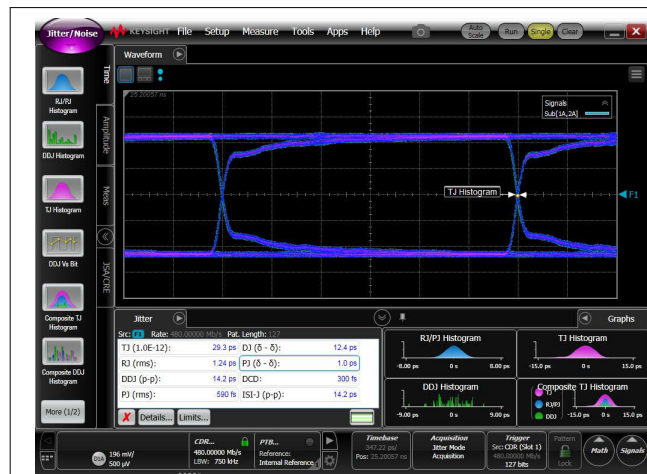 Jitter/Noise
KEYSIGHT File Setup Measure Tools Apps Help
Auto Scale
Run
Single
Clear
Waveform
25.20057 ns
Signals
Sub[1A,2A]
Time
Amplitude
Meas
JSA/CRE
RJ/PJ
Histogram
DDJ Histogram
TJ Histogram
DDJ Vs Bit
Composite TJ
Histogram
Composite DDJ
Histogram
More (1/2)
TJ Histogram
F1
Jitter
Graphs
Src: F1 Rate: 480.00000 Mb/s Pat. Length: 127
TJ (1.0E-12): 29.3 ps DJ (δ - δ): 12.4 ps
RJ (rms): 1.24 ps PJ (δ - δ): 1.0 ps
DDJ (p-p): 14.2 ps DCD: 300 fs
PJ (rms): 590 fs ISI-J (p-p): 14.2 ps
Details... Limits...
RJ/PJ Histogram
0 s 8.00 ps
TJ Histogram
-15.0 ps 0 s 15.0 ps
DDJ Histogram
-9.00 ps 0 s 9.00 ps
Composite TJ Histogram
TJ
RJ/PJ
DDJ
-15.0 ps 0 s 15.0 ps
D1A
196 mV/
500 µV
CDR...
480.00000 Mb/s
LBW: 750 kHz
PTB...
Reference:
Internal Reference
Timebase
347.22 ps/
Pos: 25.20057 ns
Acquisition
Jitter Mode
Acquisition
Trigger
Src: CDR (Slot 1)
480.00000 Mb/s
127 bits
Pattern
Lock
Math
Signals